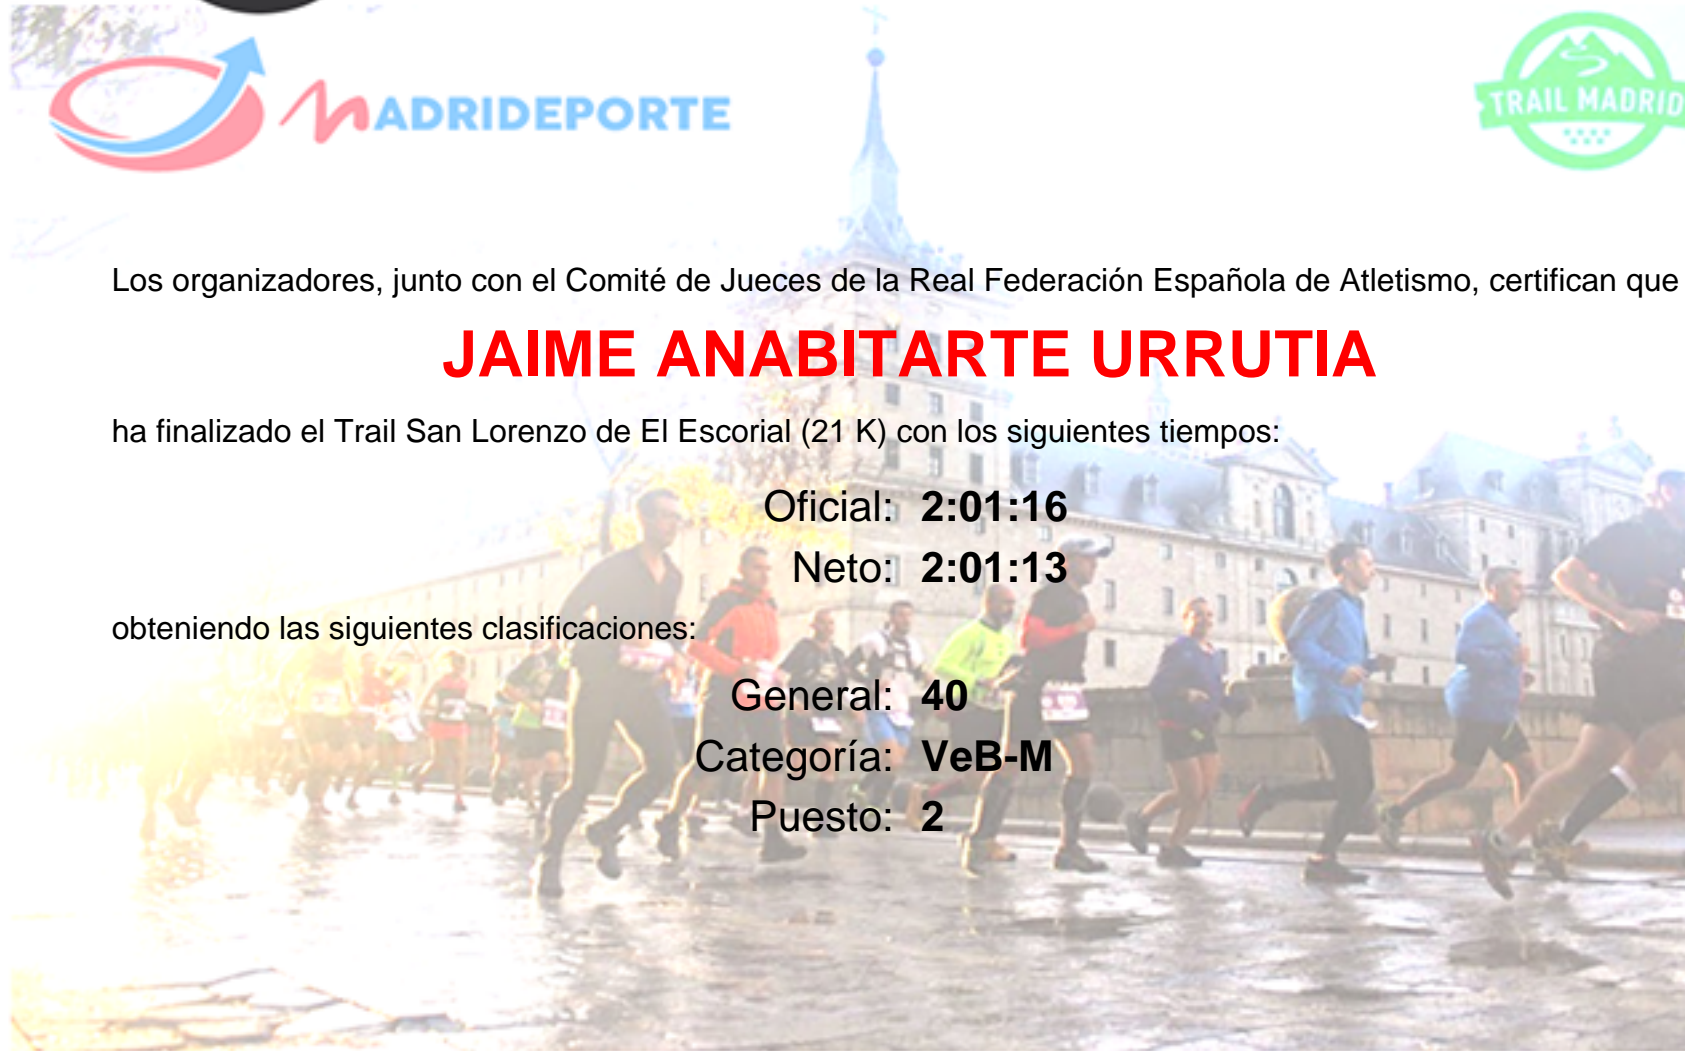 MADRIDEPORTE
TRAIL MADRID
Los organizadores, junto con el Comité de Jueces de la Real Federación Española de Atletismo, certifican que
JAIME ANABITARTE URRUTIA
ha finalizado el Trail San Lorenzo de El Escorial (21 K) con los siguientes tiempos:
Oficial: 2:01:16
Neto: 2:01:13
obteniendo las siguientes clasificaciones:
General: 40
Categoría: VeB-M
Puesto: 2